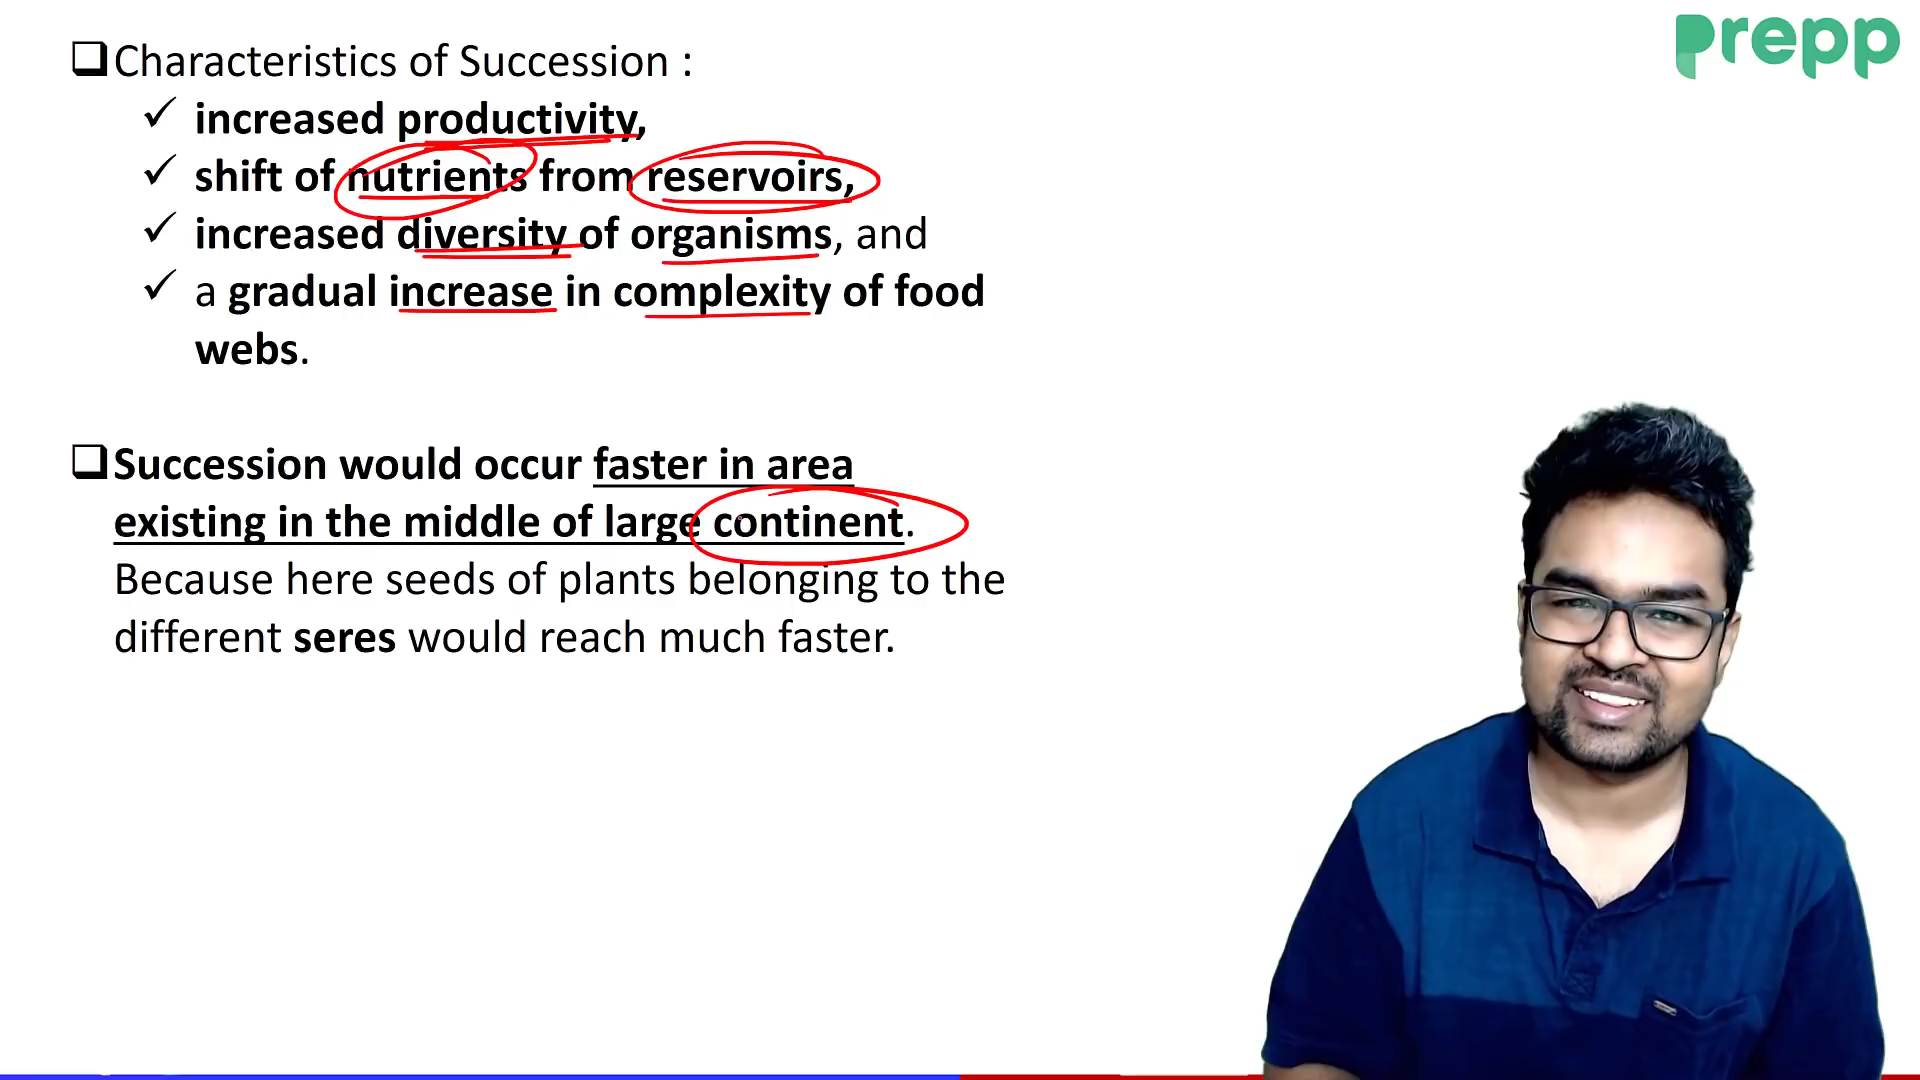 prepp
❑Characteristics of Succession :
✓ increased productivity,
✓ shift of nutrients from reservoirs,
✓ increased diversity of organisms, and
✓ a gradual increase in complexity of food
webs.
❑Succession would occur faster in area
existing in the middle of large continent.
Because here seeds of plants belonging to the
different seres would reach much faster.